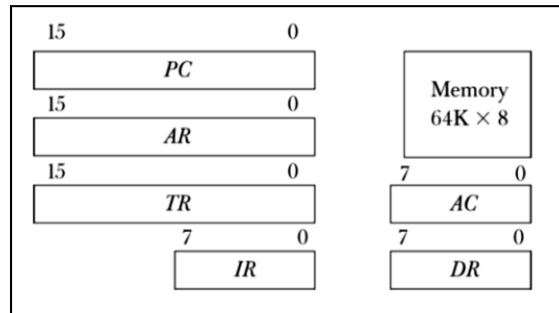 15 0
PC
15 0
AR
15 0
TR
7 0
IR
Memory
64K × 8
7 0
AC
7 0
DR